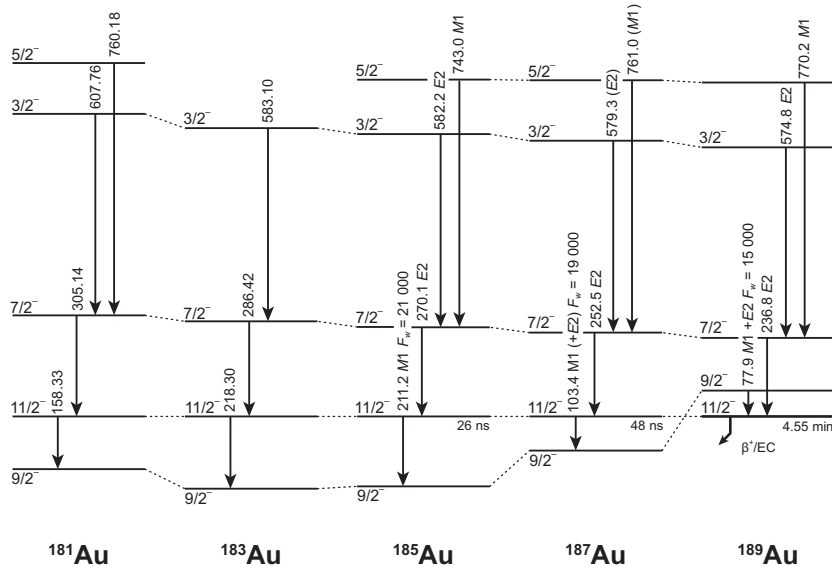 5/2⁻
760.18
607.76
3/2⁻
7/2⁻
305.14
11/2⁻
158.33
9/2⁻
¹⁸¹Au
3/2⁻
583.10
7/2⁻
286.42
11/2⁻
218.30
9/2⁻
¹⁸³Au
5/2⁻
743.0 M1
582.2 E2
3/2⁻
7/2⁻
270.1 E2
211.2 M1 Fw = 21 000
11/2⁻
26 ns
9/2⁻
¹⁸⁵Au
5/2⁻
761.0 (M1)
579.3 (E2)
3/2⁻
7/2⁻
252.5 E2
103.4 M1 (+E2) Fw = 19 000
11/2⁻
48 ns
9/2⁻
¹⁸⁷Au
5/2⁻
770.2 M1
574.8 E2
3/2⁻
7/2⁻
236.8 E2
77.9 M1 +E2 Fw = 15 000
9/2⁻
11/2⁻
4.55 min
β⁺/EC
¹⁸⁹Au